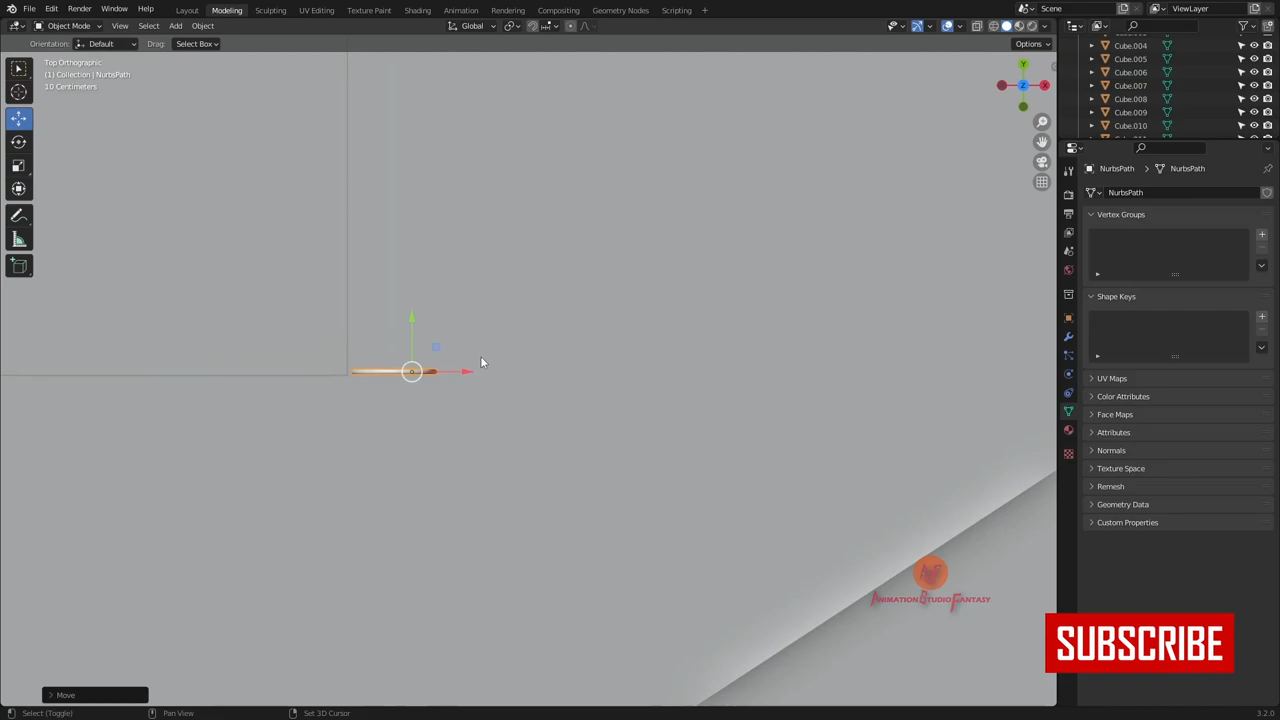 File Edit Render Window Help Layout Modeling Sculpting UV Editing Texture Paint Shading Animation Rendering Compositing Geometry Nodes Scripting + Scene ViewLayer
Object Mode View Select Add Object Global
Orientation: Default Drag: Select Box Options
Top Orthographic
(1) Collection | NurbsPath
10 Centimeters
Y
X
Z
Cube.004
Cube.005
Cube.006
Cube.007
Cube.008
Cube.009
Cube.010
NurbsPath > NurbsPath
NurbsPath
Vertex Groups
Shape Keys
UV Maps
Color Attributes
Face Maps
Attributes
Normals
Texture Space
Remesh
Geometry Data
Custom Properties
Animation Studio Fantasy
SUBSCRIBE
> Move
Select (Toggle) Pan View Set 3D Cursor 3.2.0